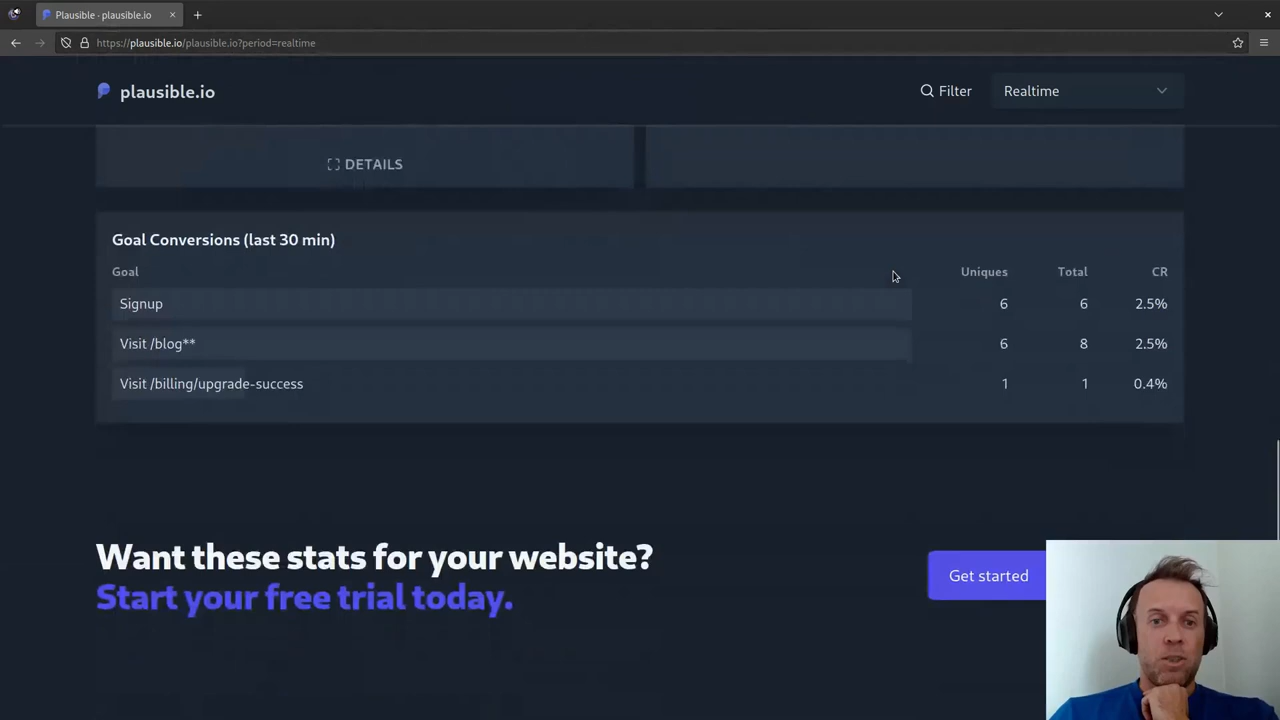 Plausible · plausible.io
https://plausible.io/plausible.io?period=realtime
plausible.io
Filter
Realtime
DETAILS
Goal Conversions (last 30 min)
Goal Uniques Total CR
Signup 6 6 2.5%
Visit /blog** 6 8 2.5%
Visit /billing/upgrade-success 1 1 0.4%
Want these stats for your website?
Start your free trial today.
Get started